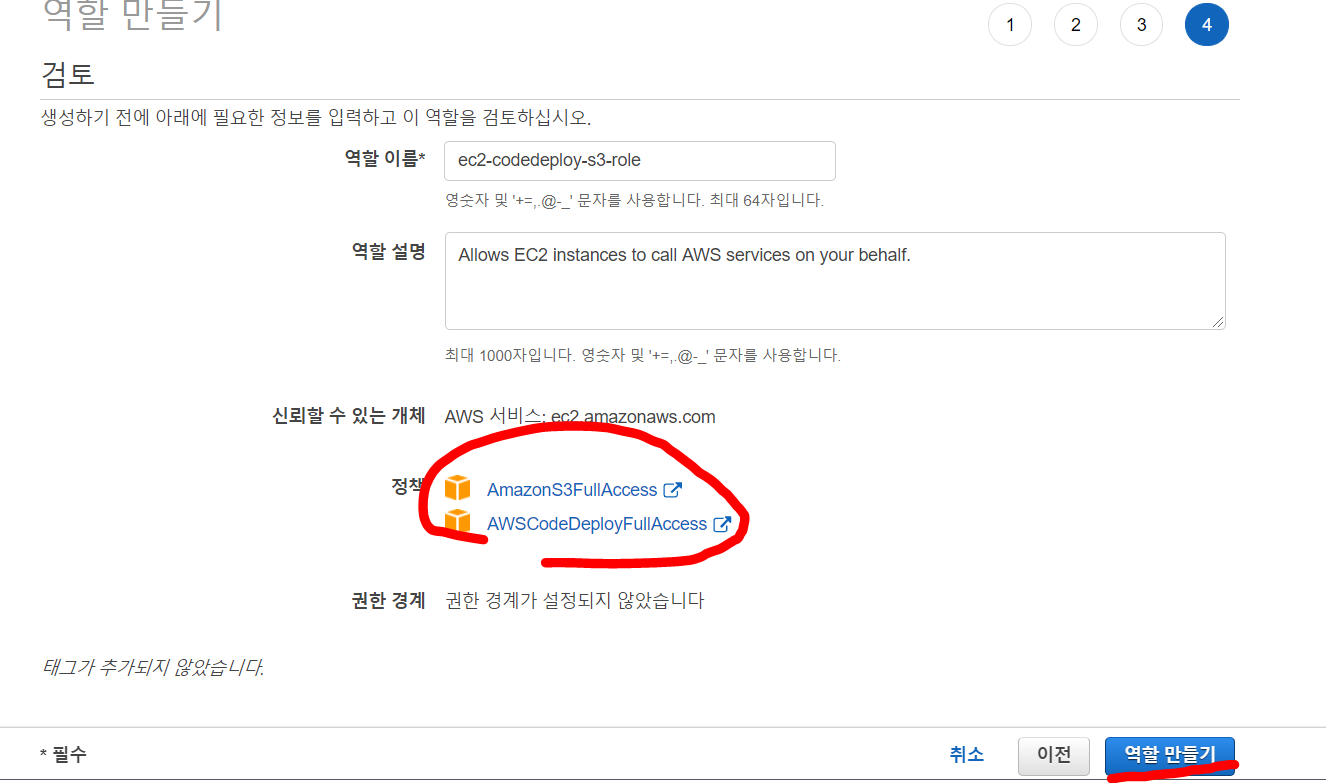 역할 만들기
1 2 3 4
검토
생성하기 전에 아래에 필요한 정보를 입력하고 이 역할을 검토하십시오.
역할 이름* ec2-codedeploy-s3-role
영숫자 및 '+=,.@-_' 문자를 사용합니다. 최대 64자입니다.
역할 설명 Allows EC2 instances to call AWS services on your behalf.
최대 1000자입니다. 영숫자 및 '+=,.@-_' 문자를 사용합니다.
신뢰할 수 있는 개체 AWS 서비스: ec2.amazonaws.com
정책 AmazonS3FullAccess
AWSCodeDeployFullAccess
권한 경계 권한 경계가 설정되지 않았습니다
태그가 추가되지 않았습니다.
* 필수 취소 이전 역할 만들기